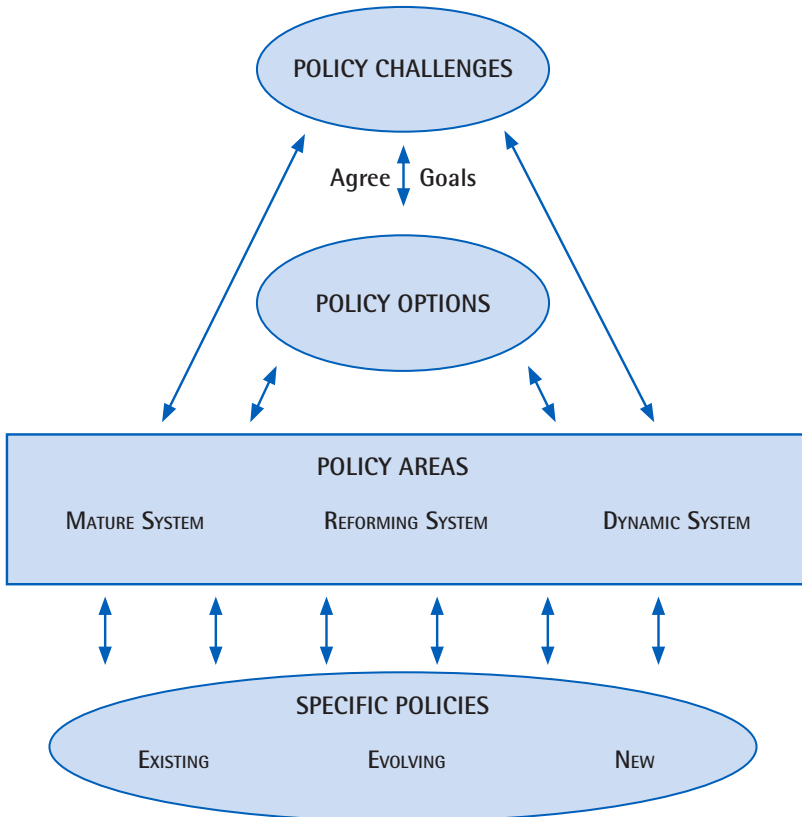 POLICY CHALLENGES
Agree Goals
POLICY OPTIONS
POLICY AREAS
Mature System Reforming System Dynamic System
SPECIFIC POLICIES
Existing Evolving New